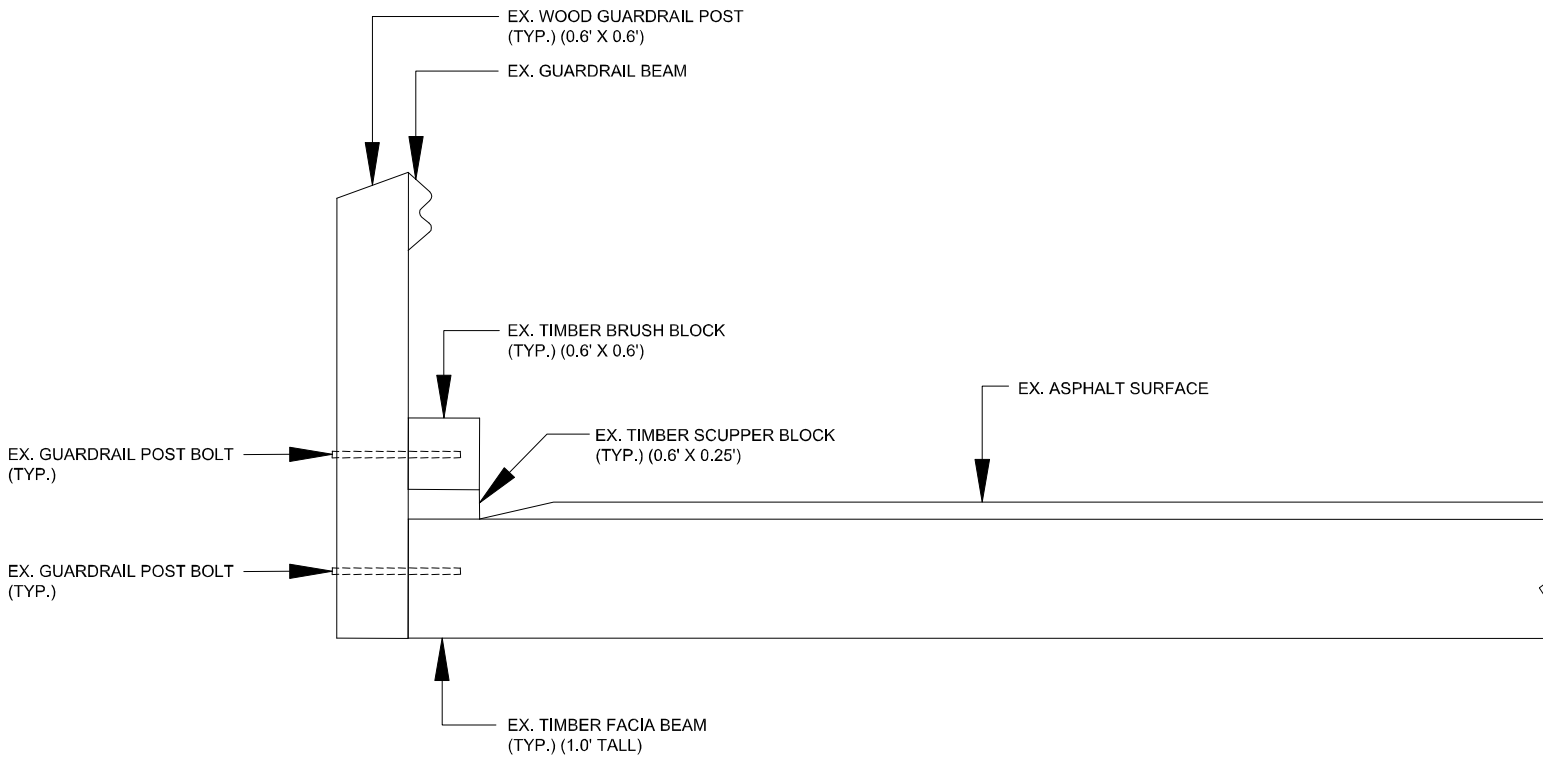 EX. WOOD GUARDRAIL POST
(TYP.) (0.6' X 0.6')
EX. GUARDRAIL BEAM
EX. TIMBER BRUSH BLOCK
(TYP.) (0.6' X 0.6')
EX. ASPHALT SURFACE
EX. TIMBER SCUPPER BLOCK
(TYP.) (0.6' X 0.25')
EX. GUARDRAIL POST BOLT
(TYP.)
EX. GUARDRAIL POST BOLT
(TYP.)
EX. TIMBER FACIA BEAM
(TYP.) (1.0' TALL)